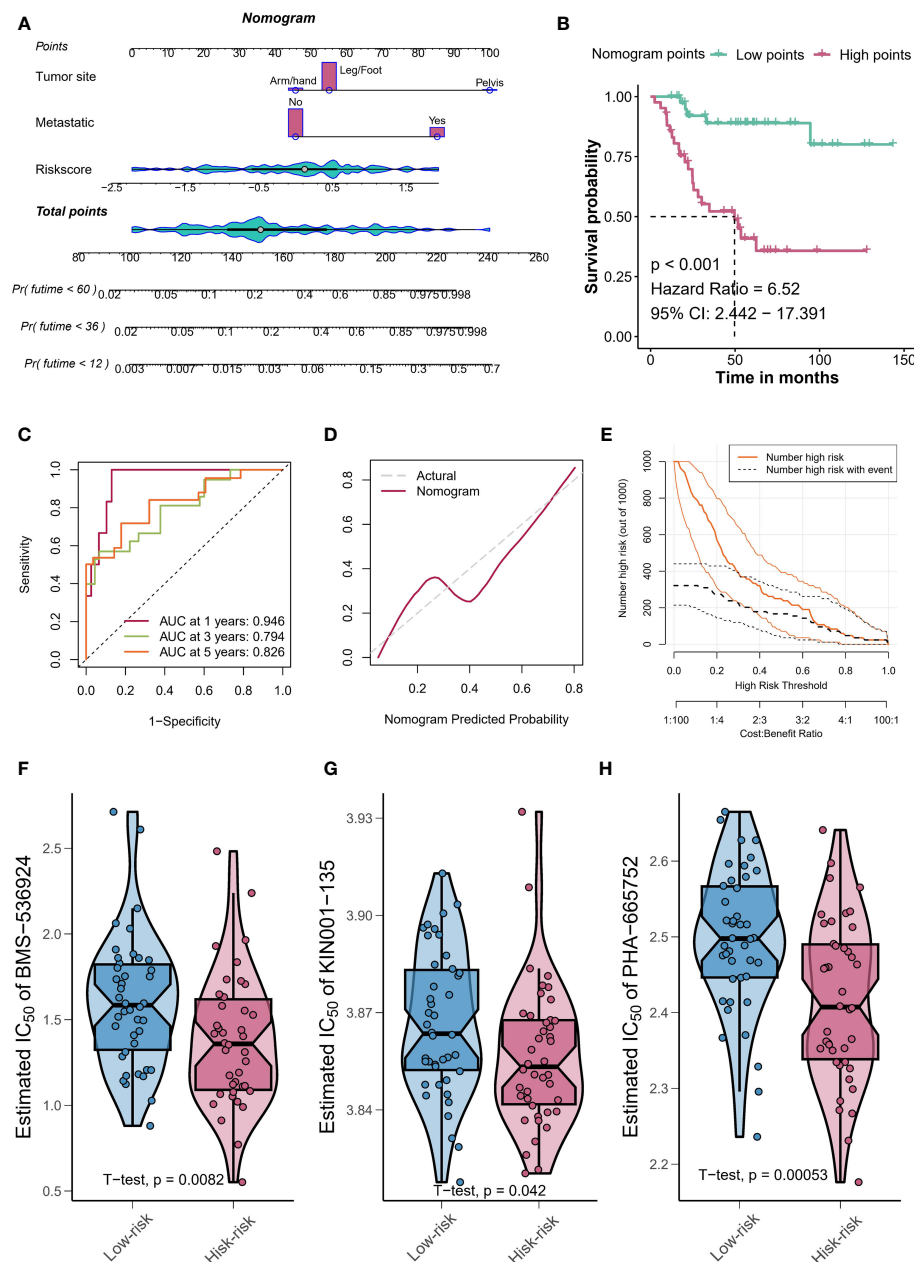 A
Nomogram
Points
0 10 20 30 40 50 60 70 80 90 100
Tumor site
Arm/hand
Leg/Foot
Pelvis
Metastatic
No
Yes
Riskscore
−2.5 −1.5 −0.5 0.5 1.5
Total points
80 100 120 140 160 180 200 220 240 260
Pr( futime < 60 )
0.02 0.05 0.1 0.2 0.4 0.6 0.85 0.975 0.998
Pr( futime < 36 )
0.02 0.05 0.1 0.2 0.4 0.6 0.85 0.975 0.998
Pr( futime < 12 )
0.003 0.007 0.015 0.03 0.06 0.15 0.3 0.5 0.7
B
Nomogram points Low points High points
Survival probability
1.00
0.75
0.50
0.25
0.00
p < 0.001
Hazard Ratio = 6.52
95% CI: 2.442 − 17.391
0 50 100 150
Time in months
C
Sensitivity
1.0
0.8
0.6
0.4
0.2
0.0
AUC at 1 years: 0.946
AUC at 3 years: 0.794
AUC at 5 years: 0.826
0.0 0.2 0.4 0.6 0.8 1.0
1−Specificity
D
Actural
Nomogram
0.8
0.6
0.4
0.2
0.0
0.2 0.4 0.6 0.8
Nomogram Predicted Probability
E
Number high risk
Number high risk with event
Number high risk (out of 1000)
1000
800
600
400
200
0
0.0 0.2 0.4 0.6 0.8 1.0
High Risk Threshold
1:100 1:4 2:3 3:2 4:1 100:1
Cost:Benefit Ratio
F
Estimated IC50 of BMS−536924
2.5
2.0
1.5
1.0
0.5
T−test, p = 0.0082
Low−risk
Hisk−risk
G
Estimated IC50 of KIN001−135
3.93
3.90
3.87
3.84
T−test, p = 0.042
Low−risk
Hisk−risk
H
Estimated IC50 of PHA−665752
2.6
2.5
2.4
2.3
2.2
T−test, p = 0.00053
Low−risk
Hisk−risk